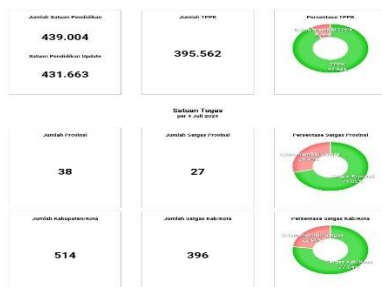 Jumlah Satuan Pendidikan
439.004
Satuan Pendidikan Update
431.663
Jumlah TPPK
395.562
Persentase TPPK
TPPK
Satuan Tugas
per 4 Juli 2024
Jumlah Provinsi
38
Jumlah Satgas Provinsi
27
Persentase Satgas Provinsi
Jumlah Kabupaten/Kota
514
Jumlah Satgas Kab/Kota
396
Persentase Satgas Kab/Kota